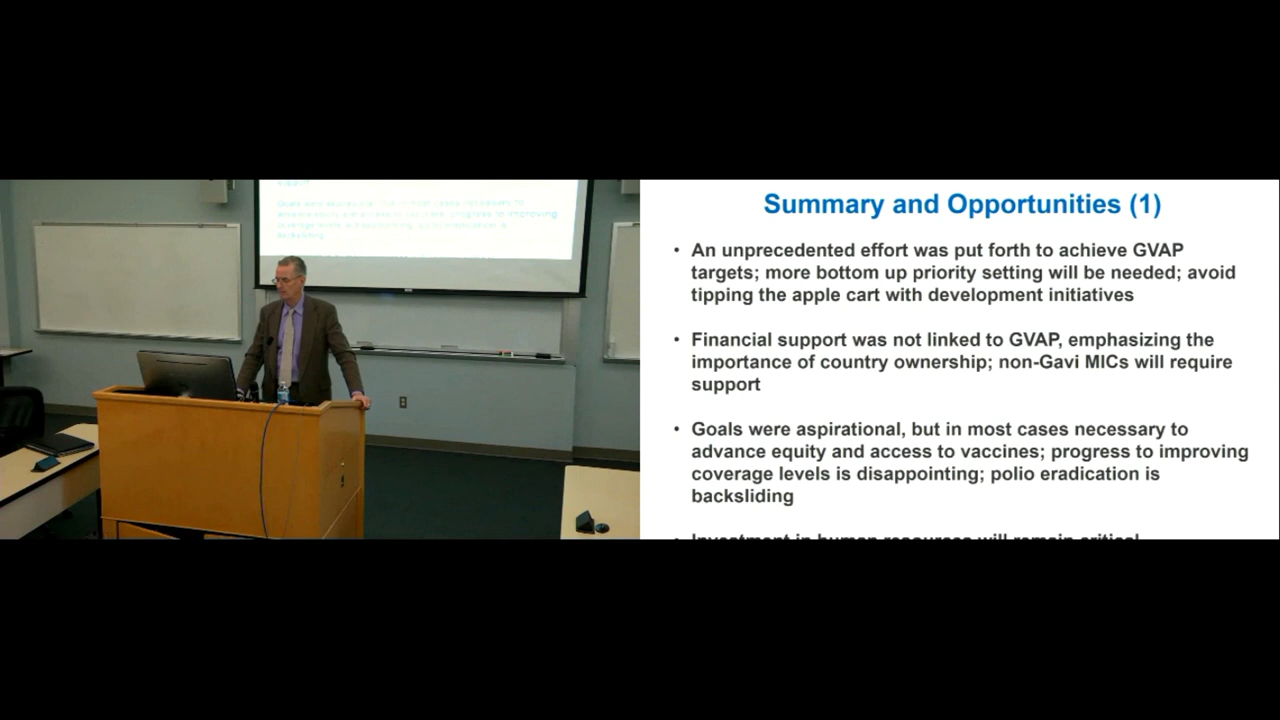 Summary and Opportunities (1)
• An unprecedented effort was put forth to achieve GVAP
targets; more bottom up priority setting will be needed; avoid
tipping the apple cart with development initiatives
• Financial support was not linked to GVAP, emphasizing the
importance of country ownership; non-Gavi MICs will require
support
• Goals were aspirational, but in most cases necessary to
advance equity and access to vaccines; progress to improving
coverage levels is disappointing; polio eradication is
backsliding
• Investment in human resources will remain critical